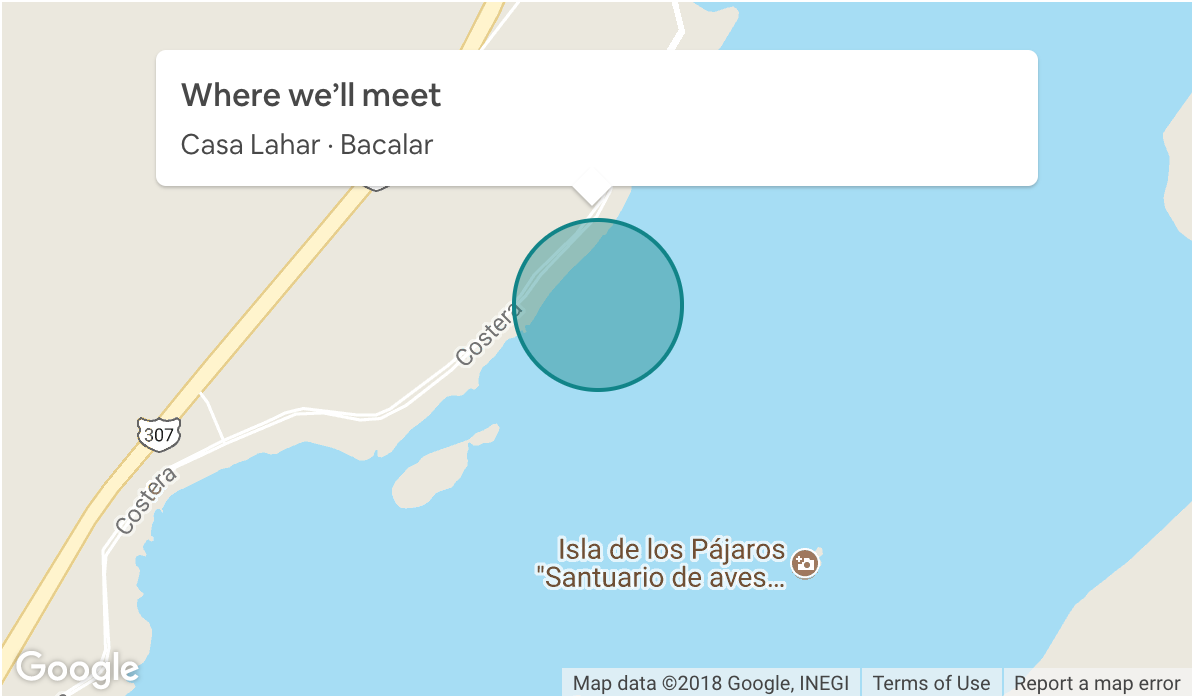 Where we’ll meet
Casa Lahar · Bacalar
Costera
307
Costera
Isla de los Pájaros
"Santuario de aves...
Google
Map data ©2018 Google, INEGI
Terms of Use
Report a map error